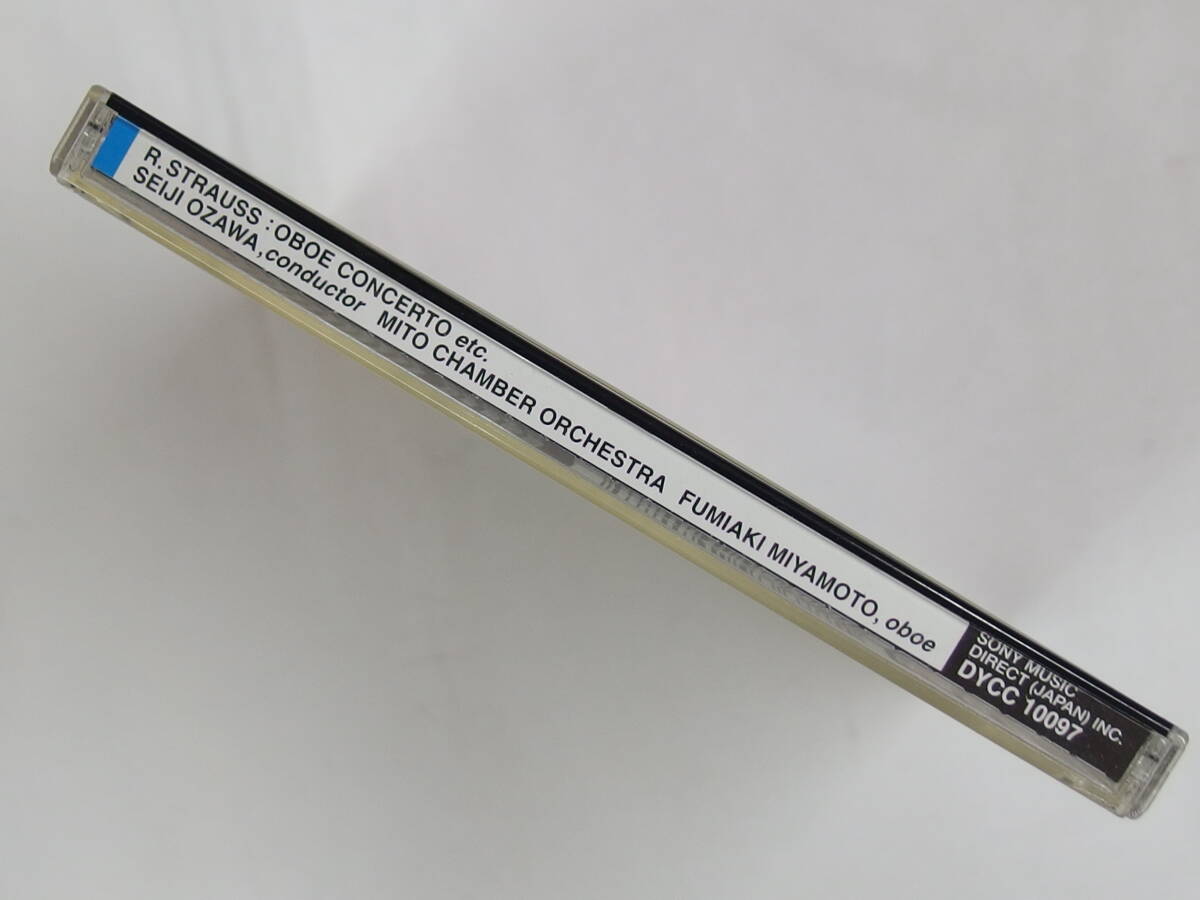 R.STRAUSS : OBOE CONCERTO etc.
SEIJI OZAWA, conductor MITO CHAMBER ORCHESTRA FUMIAKI MIYAMOTO, oboe
SONY MUSIC
DIRECT (JAPAN) INC.
DYCC 10097